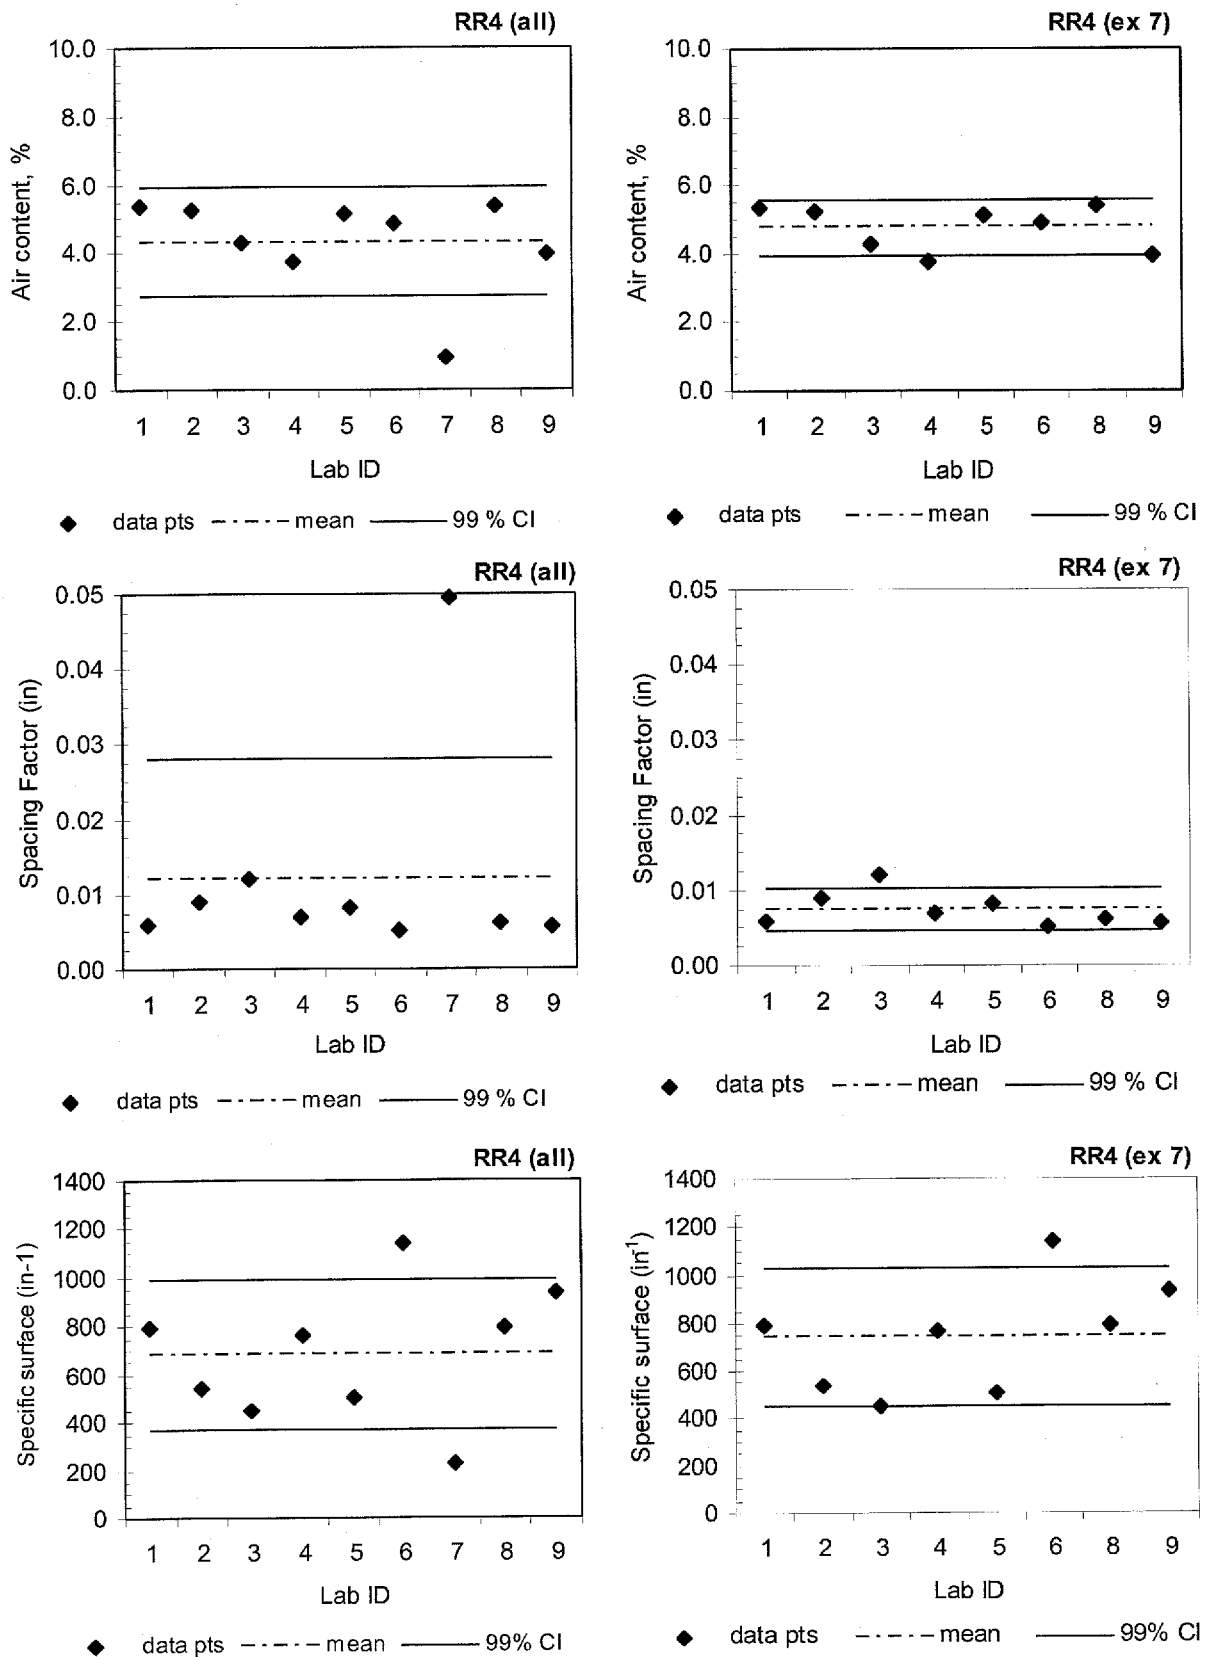 RR4 (all)
10.0
8.0
6.0
4.0
2.0
0.0
Air content, %
1 2 3 4 5 6 7 8 9
Lab ID
data pts mean 99 % CI
RR4 (ex 7)
10.0
8.0
6.0
4.0
2.0
0.0
Air content, %
1 2 3 4 5 6 8 9
Lab ID
data pts mean 99 % CI
RR4 (all)
0.05
0.04
0.03
0.02
0.01
0.00
Spacing Factor (in)
1 2 3 4 5 6 7 8 9
Lab ID
data pts mean 99 % CI
RR4 (ex 7)
0.05
0.04
0.03
0.02
0.01
0.00
Spacing Factor (in)
1 2 3 4 5 6 8 9
Lab ID
data pts mean 99 % CI
RR4 (all)
1400
1200
1000
800
600
400
200
0
Specific surface (in-1)
1 2 3 4 5 6 7 8 9
Lab ID
data pts mean 99% CI
RR4 (ex 7)
1400
1200
1000
800
600
400
200
0
Specific surface (in⁻¹)
1 2 3 4 5 6 8 9
Lab ID
data pts mean 99% CI